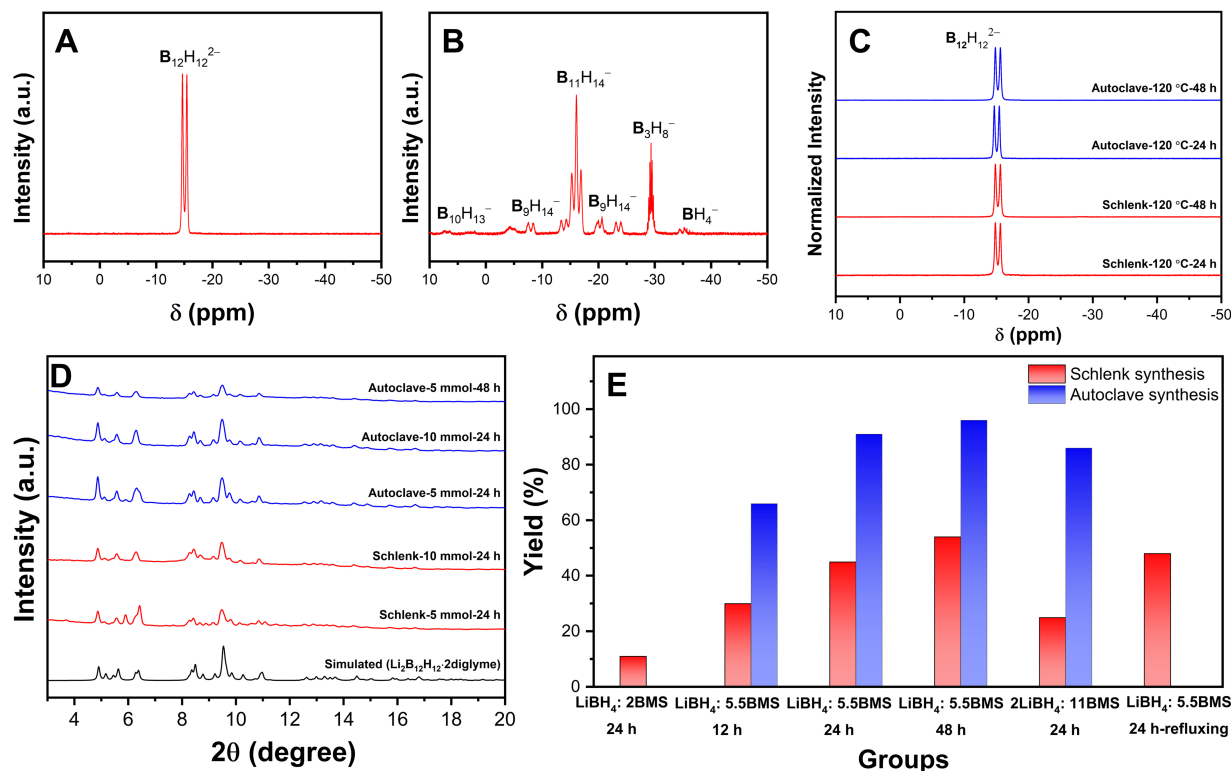 A
B₁₂H₁₂²⁻
Intensity (a.u.)
10 0 -10 -20 -30 -40 -50
δ (ppm)
B
B₁₁H₁₄⁻
B₃H₈⁻
B₁₀H₁₃⁻
B₉H₁₄⁻
B₉H₁₄⁻
BH₄⁻
Intensity (a.u.)
10 0 -10 -20 -30 -40 -50
δ (ppm)
C
B₁₂H₁₂²⁻
Autoclave-120 °C-48 h
Autoclave-120 °C-24 h
Schlenk-120 °C-48 h
Schlenk-120 °C-24 h
Normalized Intensity
10 0 -10 -20 -30 -40 -50
δ (ppm)
D
Autoclave-5 mmol-48 h
Autoclave-10 mmol-24 h
Autoclave-5 mmol-24 h
Schlenk-10 mmol-24 h
Schlenk-5 mmol-24 h
Simulated (Li₂B₁₂H₁₂·2diglyme)
Intensity (a.u.)
4 6 8 10 12 14 16 18 20
2θ (degree)
E
Schlenk synthesis
Autoclave synthesis
100
80
60
40
20
0
Yield (%)
LiBH₄: 2BMS LiBH₄: 5.5BMS LiBH₄: 5.5BMS LiBH₄: 5.5BMS 2LiBH₄: 11BMS LiBH₄: 5.5BMS
24 h 12 h 24 h 48 h 24 h 24 h-refluxing
Groups